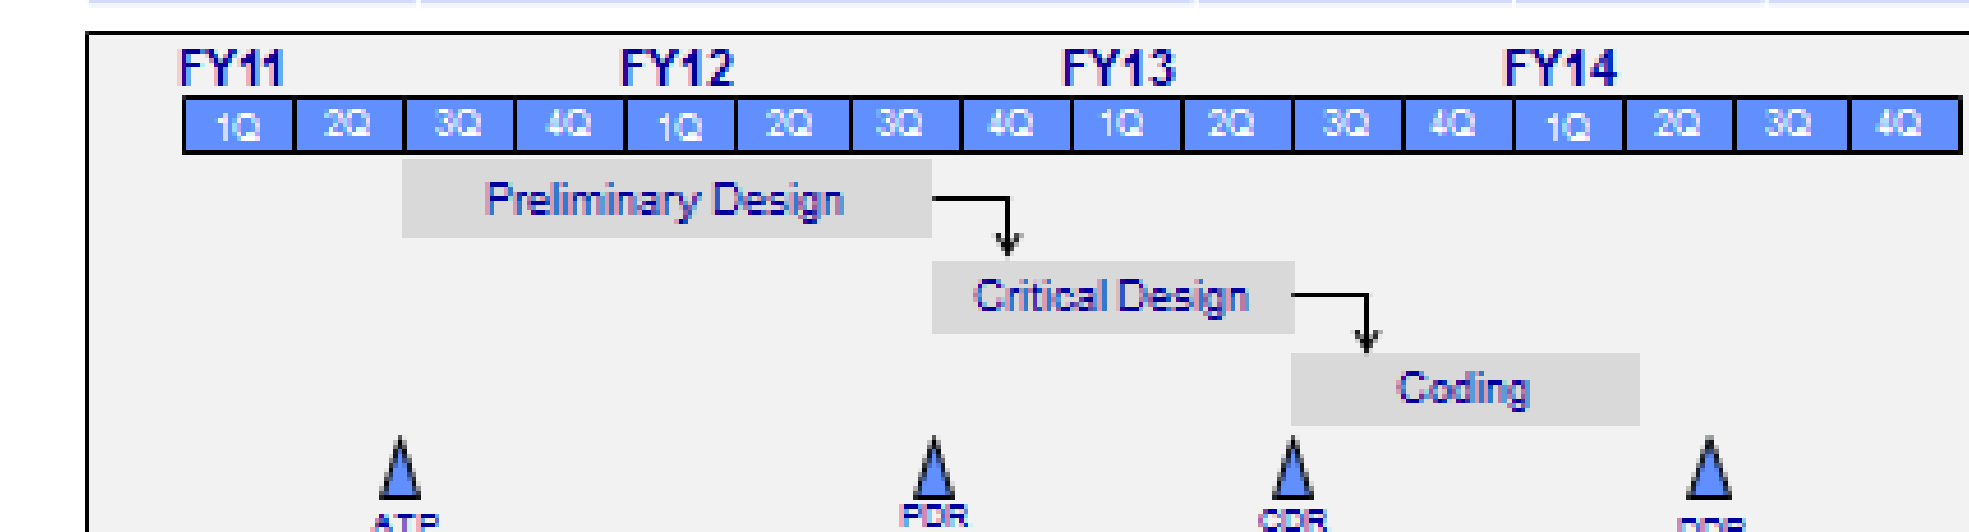 FY11 FY12 FY13 FY14
1Q 2Q 3Q 4Q 1Q 2Q 3Q 4Q 1Q 2Q 3Q 4Q 1Q 2Q 3Q 4Q
Preliminary Design
Critical Design
Coding
ATP PDR CDR